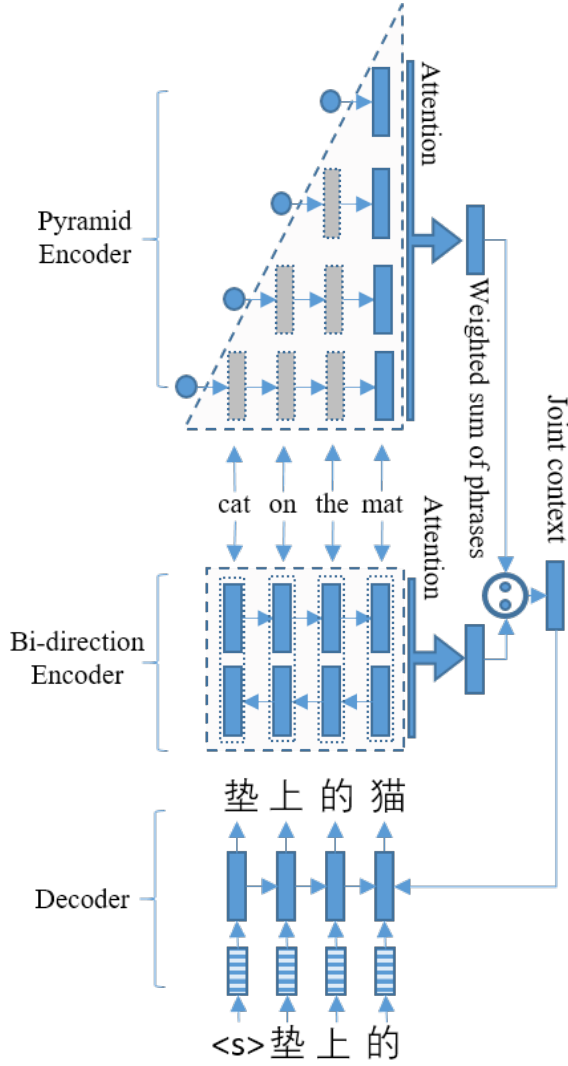 Attention
Pyramid
Encoder
Weighted sum of phrases
Joint context
cat on the mat
Attention
Bi-direction
Encoder
垫 上 的 猫
Decoder
<s> 垫 上 的